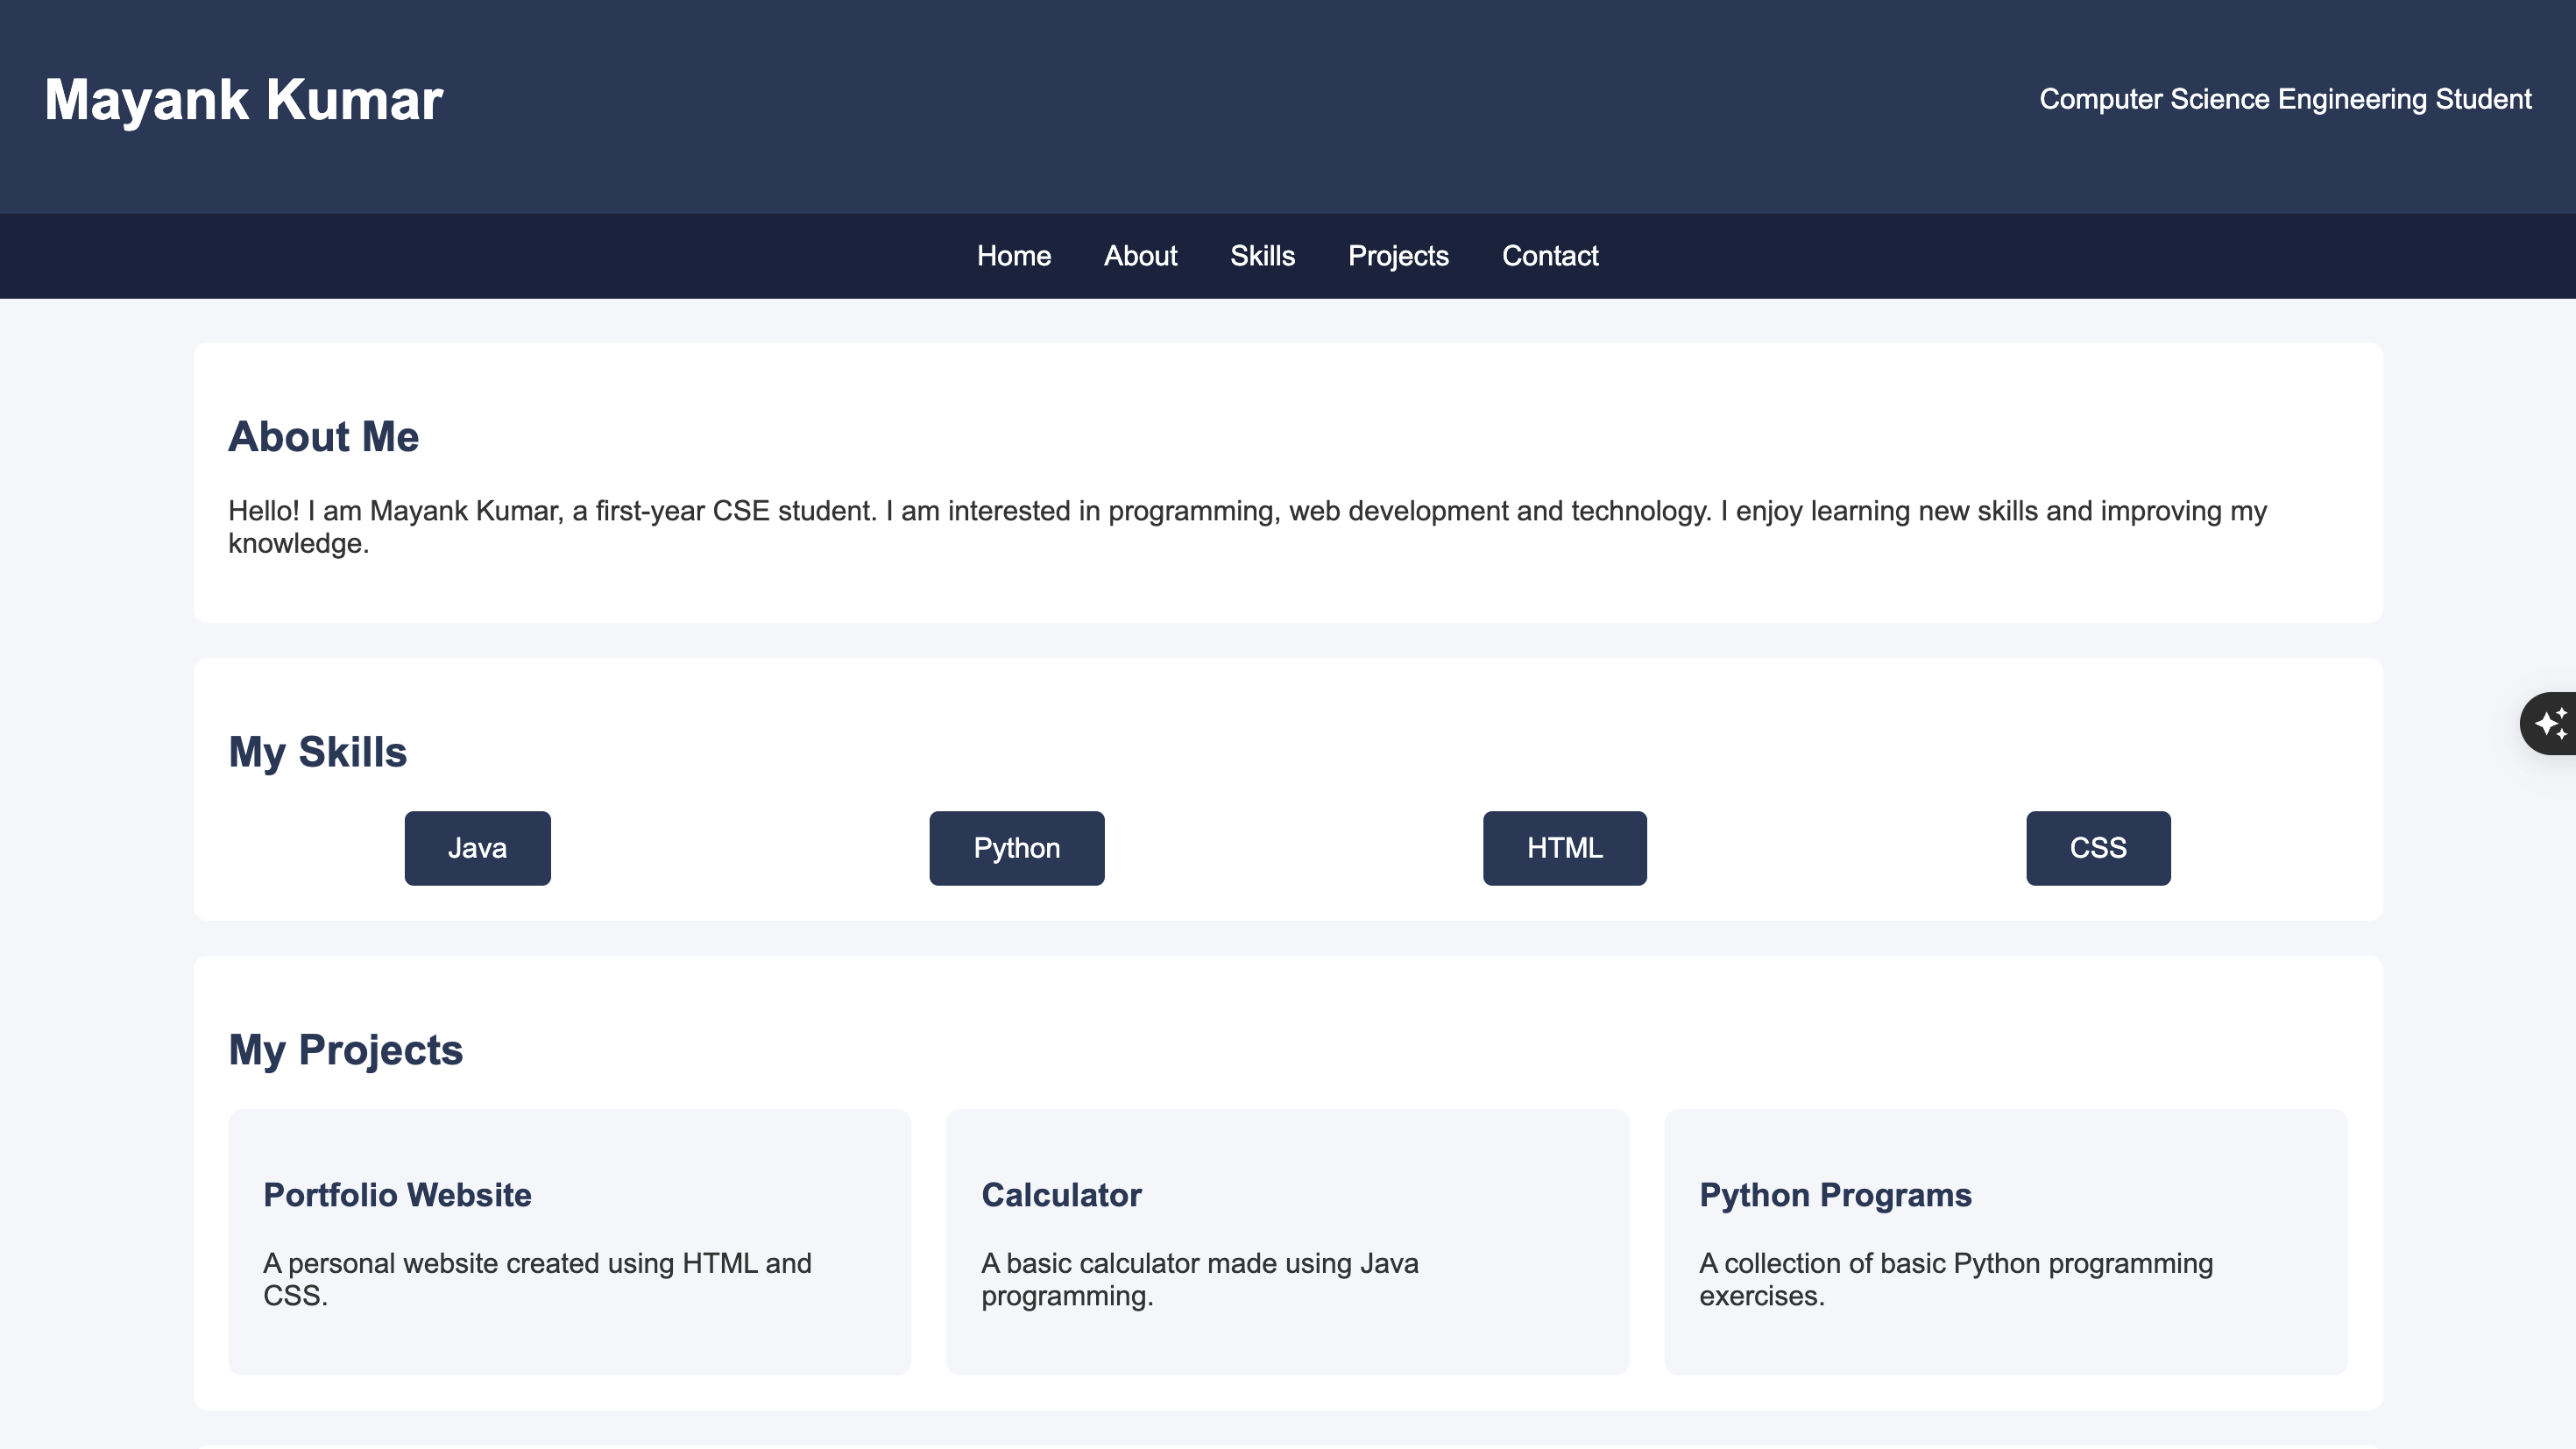 Mayank Kumar
Computer Science Engineering Student
Home About Skills Projects Contact
About Me
Hello! I am Mayank Kumar, a first-year CSE student. I am interested in programming, web development and technology. I enjoy learning new skills and improving my
knowledge.
My Skills
Java Python HTML CSS
My Projects
Portfolio Website
A personal website created using HTML and
CSS.
Calculator
A basic calculator made using Java
programming.
Python Programs
A collection of basic Python programming
exercises.